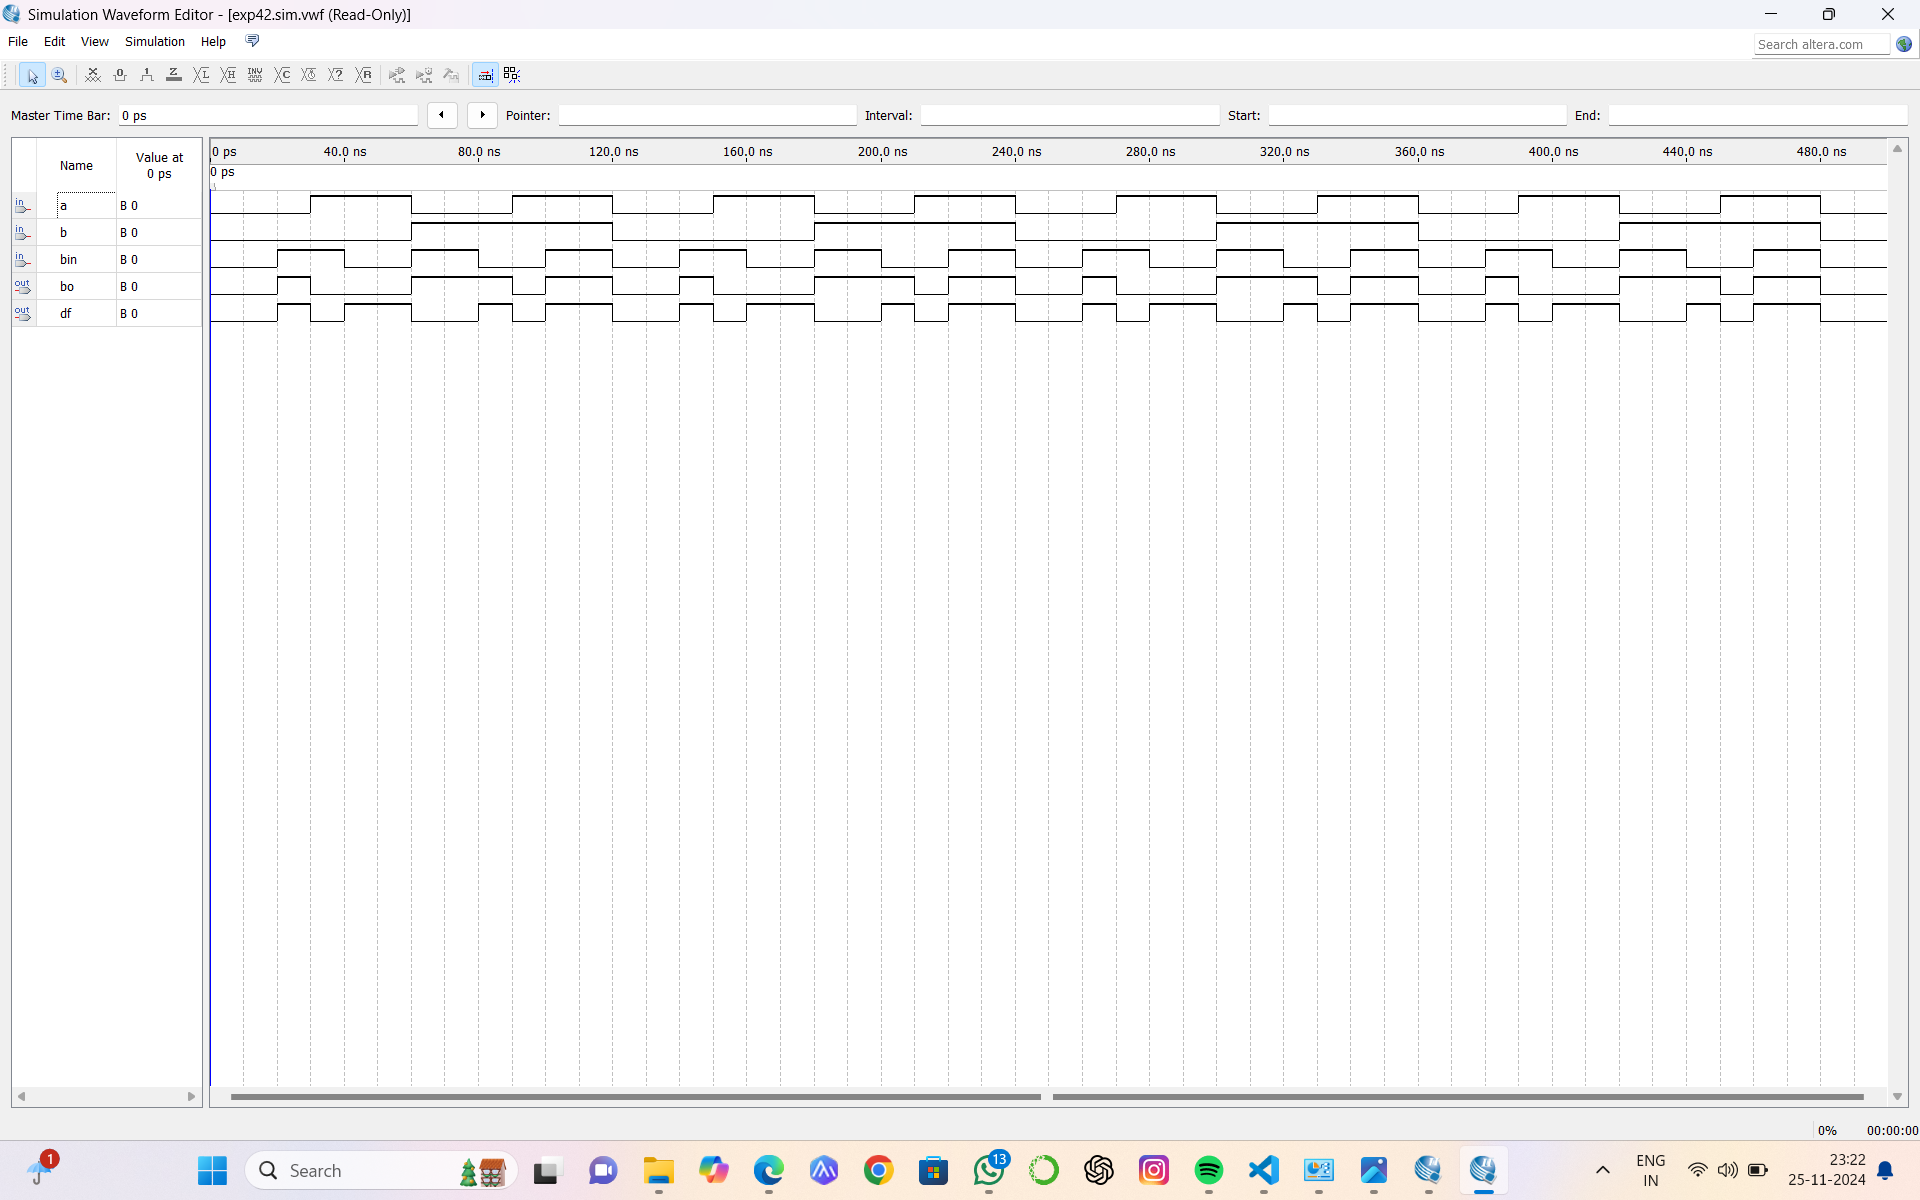 Simulation Waveform Editor - [exp42.sim.vwf (Read-Only)]
File Edit View Simulation Help
Search altera.com
Master Time Bar: 0 ps Pointer: Interval: Start: End:
Name Value at 0 ps
0 ps 40.0 ns 80.0 ns 120.0 ns 160.0 ns 200.0 ns 240.0 ns 280.0 ns 320.0 ns 360.0 ns 400.0 ns 440.0 ns 480.0 ns
0 ps
in a B 0
in b B 0
in bin B 0
out bo B 0
out df B 0
0% 00:00:00
1
Search
13
ENG
IN
23:22
25-11-2024